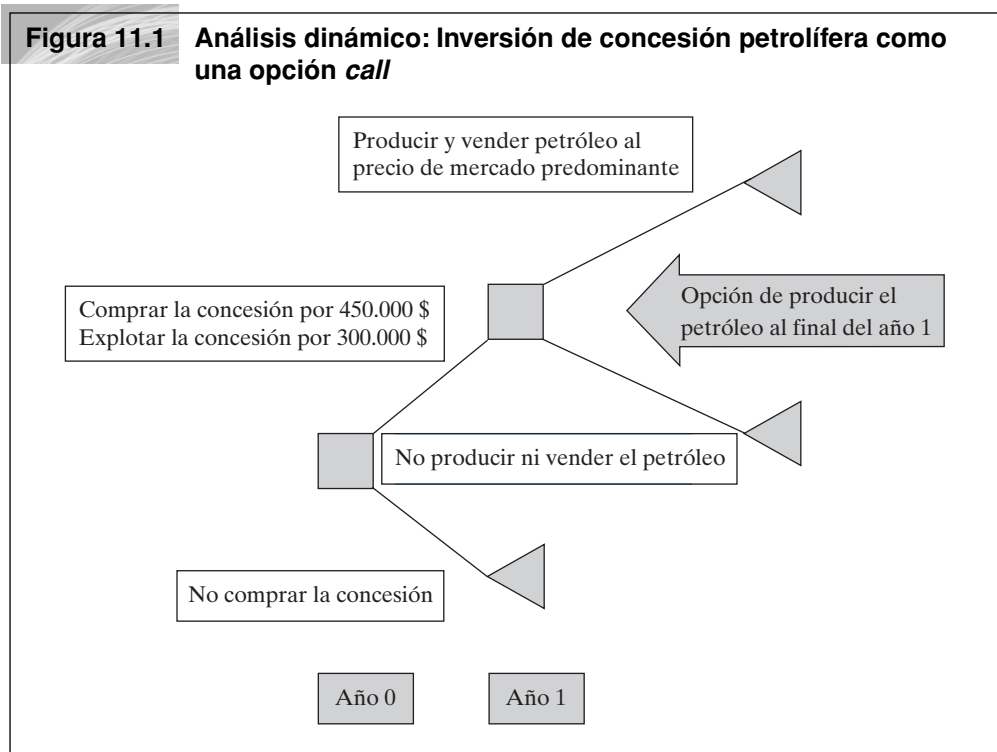 Figura 11.1 Análisis dinámico: Inversión de concesión petrolífera como
una opción call
Producir y vender petróleo al
precio de mercado predominante
Opción de producir el
petróleo al final del año 1
Comprar la concesión por 450.000 $
Explotar la concesión por 300.000 $
No producir ni vender el petróleo
No comprar la concesión
Año 0
Año 1